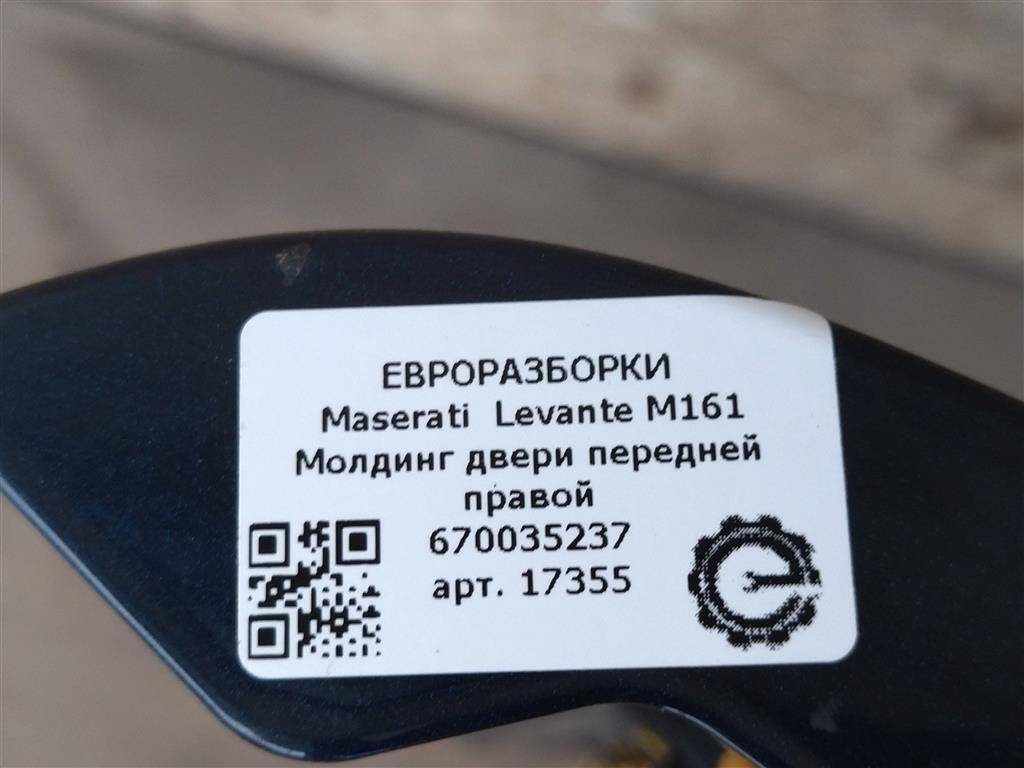 ЕВРОРАЗБОРКИ
Maserati Levante M161
Молдинг двери передней
правой
670035237
арт. 17355